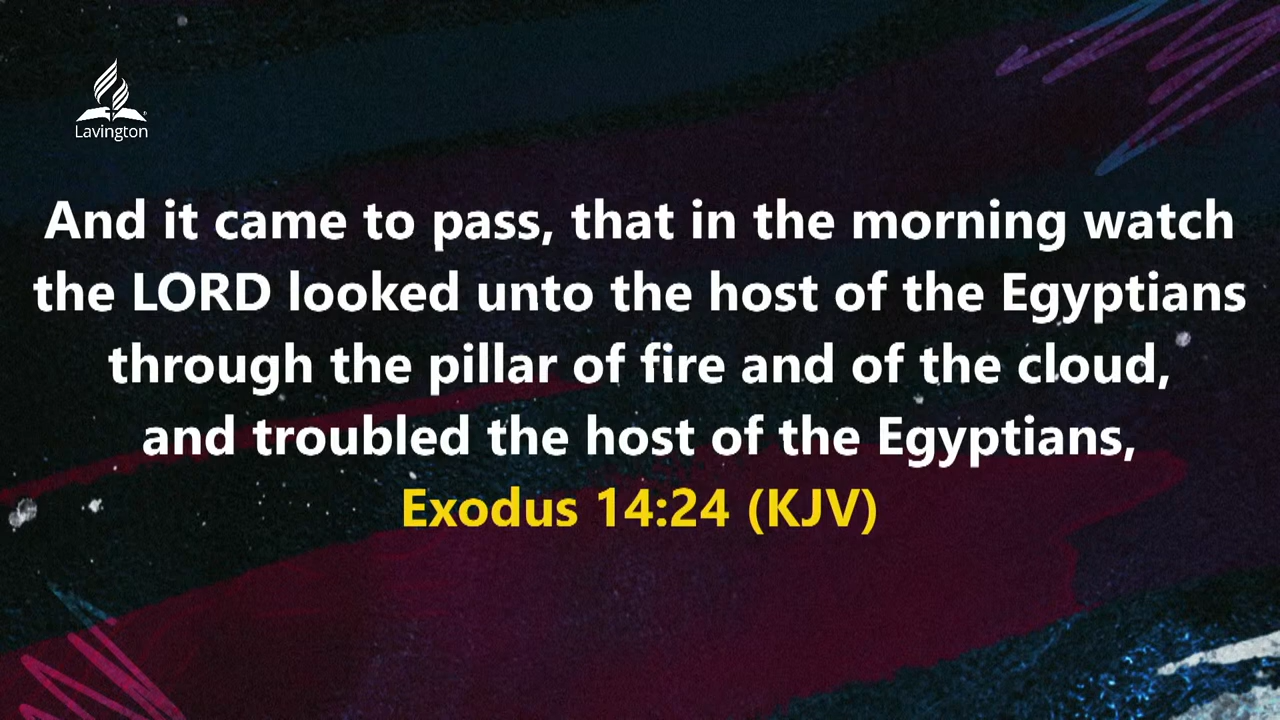 Lavington
And it came to pass, that in the morning watch
the LORD looked unto the host of the Egyptians
through the pillar of fire and of the cloud,
and troubled the host of the Egyptians,
Exodus 14:24 (KJV)